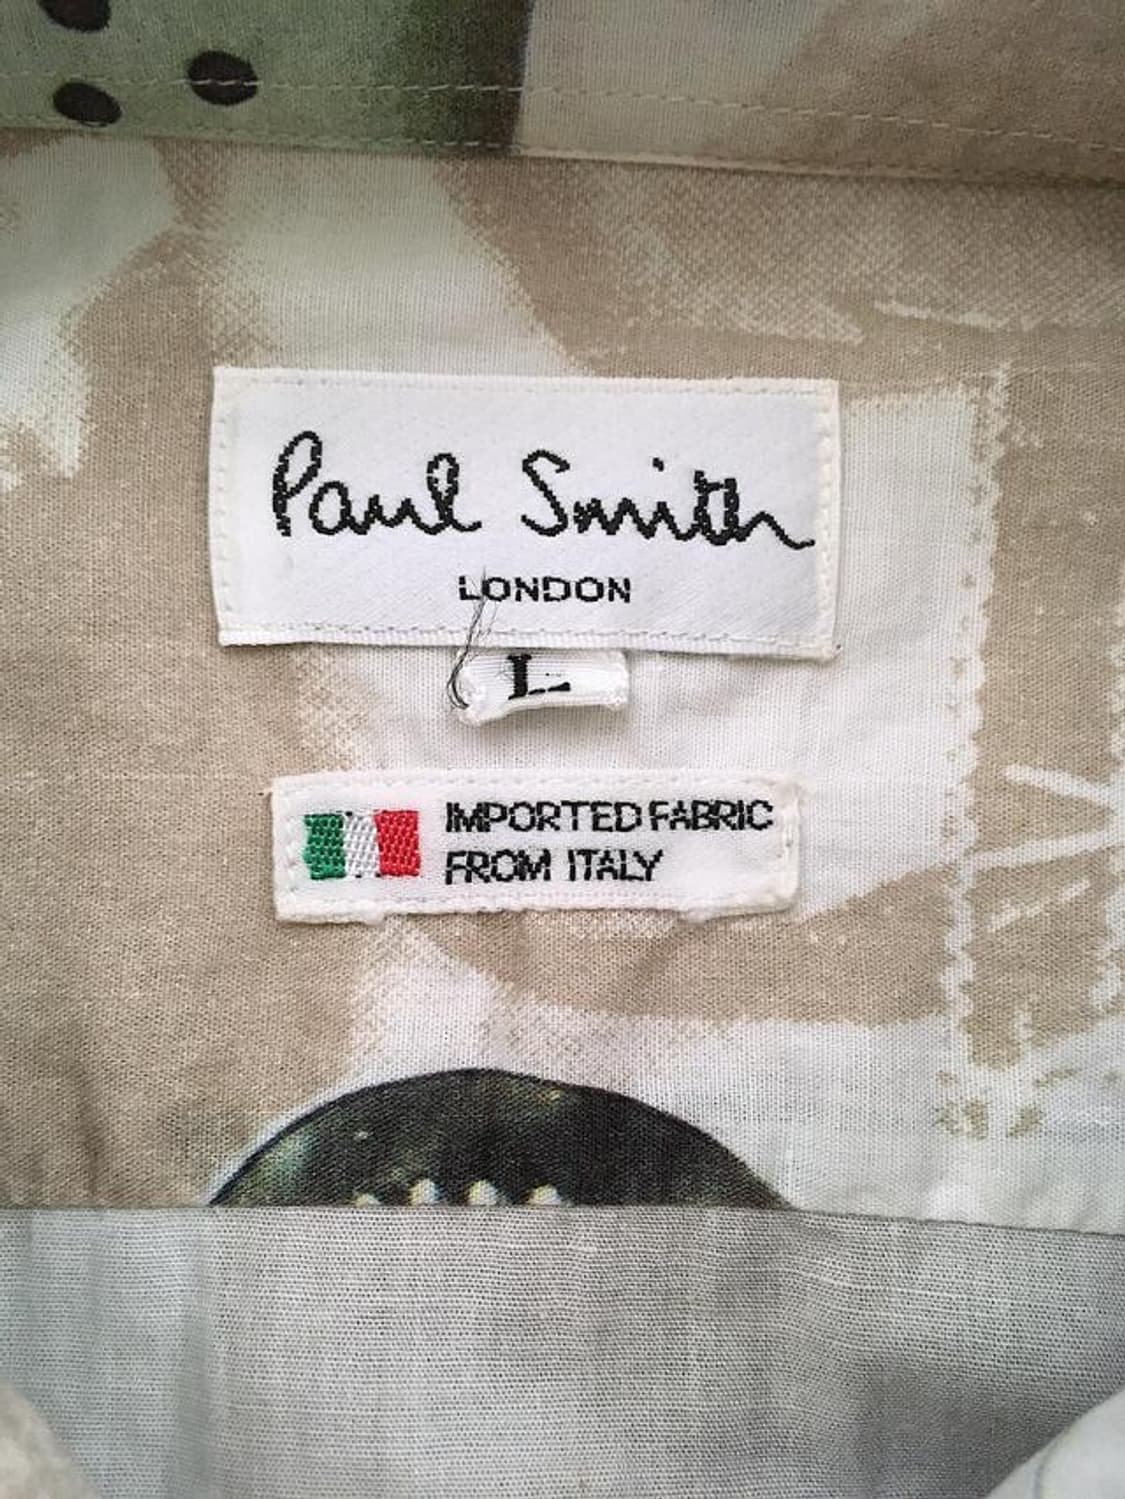 Paul Smith
LONDON
L
IMPORTED FABRIC
FROM ITALY